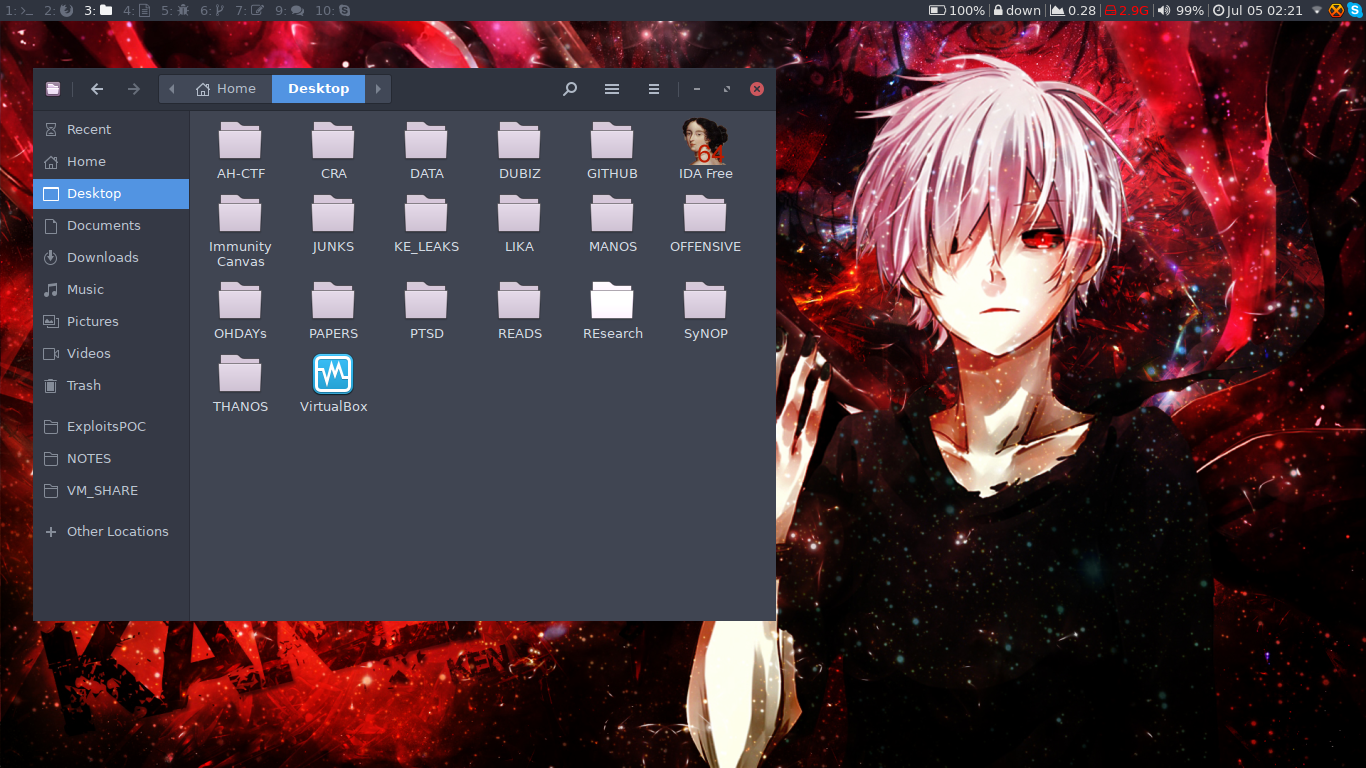 1: 2: 3: 4: 5: 6: 7: 9: 10: 100% down 0.28 2.9G 99% Jul 05 02:21
Home Desktop
Recent
Home
Desktop
Documents
Downloads
Music
Pictures
Videos
Trash
ExploitsPOC
NOTES
VM_SHARE
Other Locations
AH-CTF CRA DATA DUBIZ GITHUB IDA Free
64
Immunity Canvas JUNKS KE_LEAKS LIKA MANOS OFFENSIVE
OHDAYs PAPERS PTSD READS REsearch SyNOP
THANOS VirtualBox